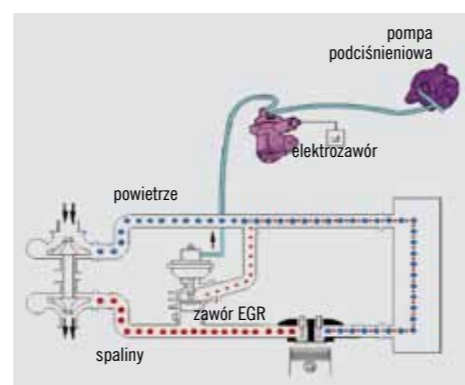 pompa
podciśnieniowa
elektrozawór
powietrze
zawór EGR
spaliny